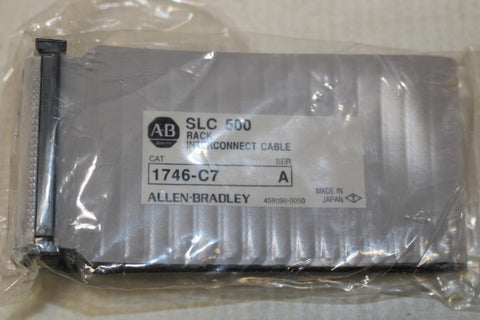 AB
SLC 500
RACK
INTERCONNECT CABLE
CAT SER
1746-C7 A
ALLEN-BRADLEY 459090-0050
MADE IN
JAPAN